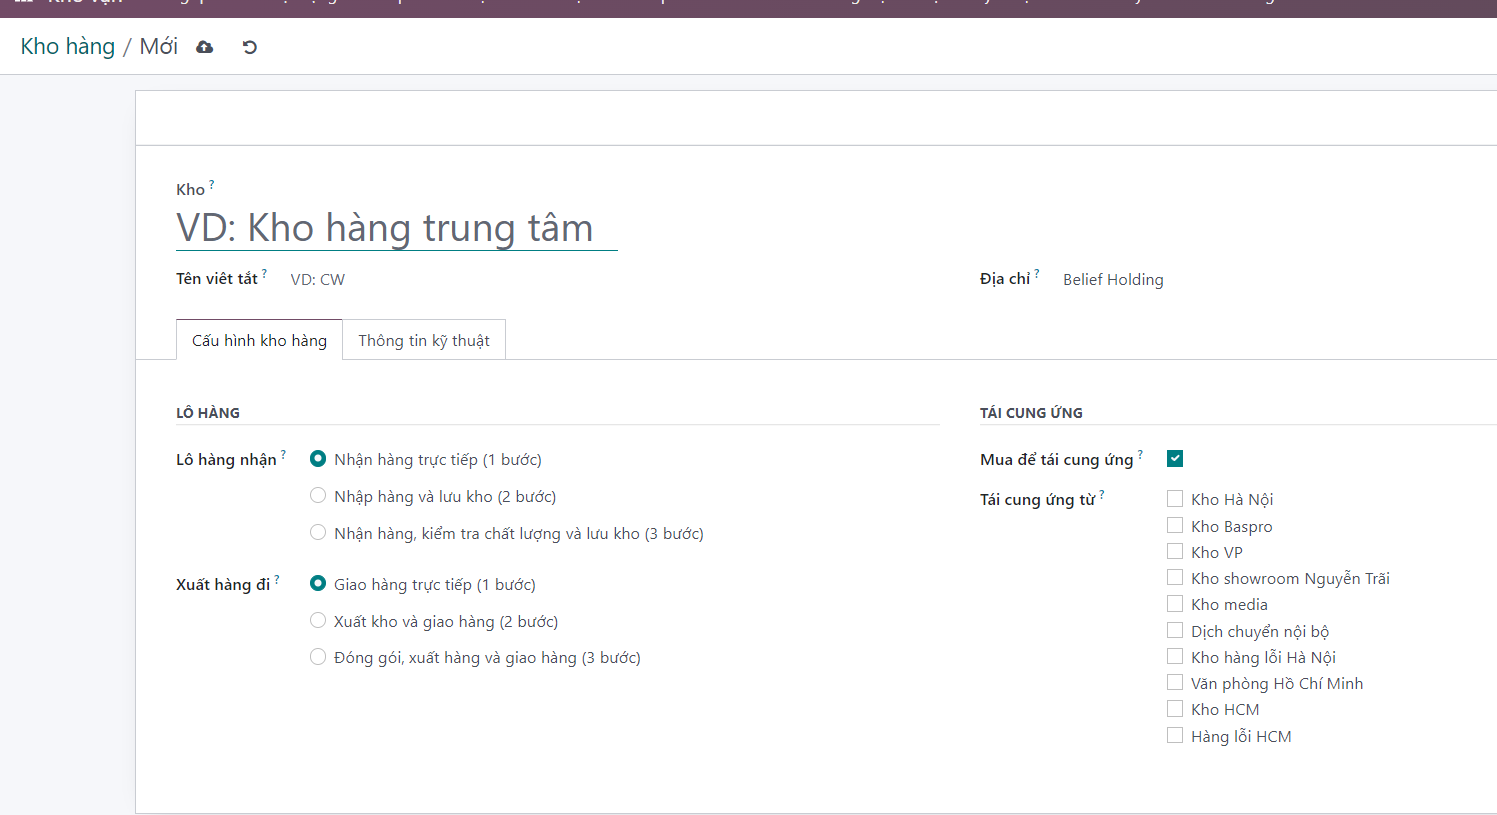 Kho hàng / Mới
Kho ?
VD: Kho hàng trung tâm
Tên viêt tắt ? VD: CW
Địa chỉ ? Belief Holding
Cấu hình kho hàng
Thông tin kỹ thuật
LÔ HÀNG
Lô hàng nhận ?
Nhận hàng trực tiếp (1 bước)
Nhập hàng và lưu kho (2 bước)
Nhận hàng, kiểm tra chất lượng và lưu kho (3 bước)
Xuất hàng đi ?
Giao hàng trực tiếp (1 bước)
Xuất kho và giao hàng (2 bước)
Đóng gói, xuất hàng và giao hàng (3 bước)
TÁI CUNG ỨNG
Mua để tái cung ứng ?
Tái cung ứng từ ?
Kho Hà Nội
Kho Baspro
Kho VP
Kho showroom Nguyễn Trãi
Kho media
Dịch chuyển nội bộ
Kho hàng lỗi Hà Nội
Văn phòng Hồ Chí Minh
Kho HCM
Hàng lỗi HCM